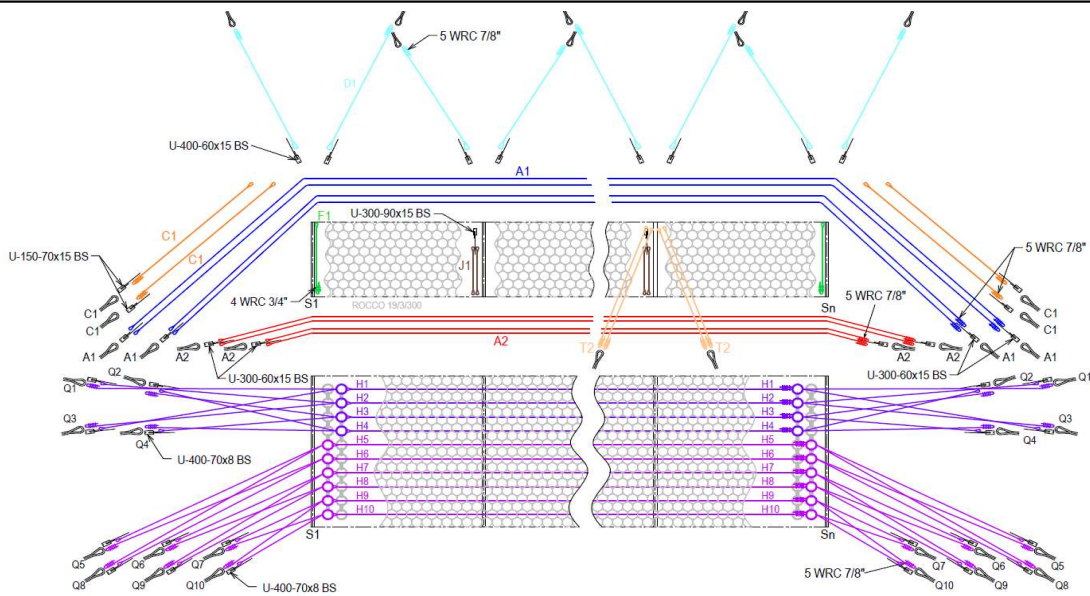 5 WRC 7/8"
D1
U-400-60x15 BS
A1
U-300-90x15 BS
F1
C1
C1
J1
5 WRC 7/8"
U-150-70x15 BS
4 WRC 3/4"
S1
ROCCO 19/3/300
Sn
5 WRC 7/8"
C1
C1
C1
C1
A2
T2
T2
A1
A1
A2
A2
A2
A2
A1
A1
U-300-60x15 BS
U-300-60x15 BS
Q1
Q2
H1
H1
Q2
Q1
H2
H2
Q3
H3
H3
Q3
Q4
H4
H4
Q4
H5
H5
U-400-70x8 BS
H6
H6
H7
H7
H8
H8
H9
H9
H10
H10
S1
Sn
Q5
Q6
Q7
Q7
Q6
Q5
Q8
Q9
Q10
U-400-70x8 BS
5 WRC 7/8"
Q10
Q9
Q8